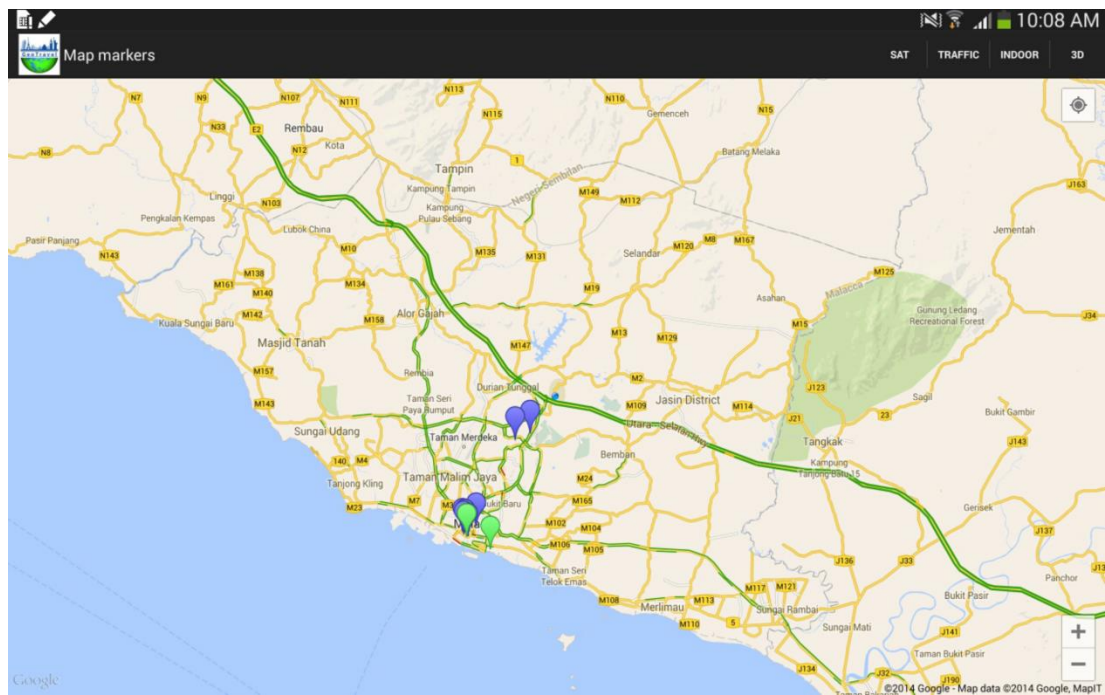 10:08 AM
GeoTravel
Map markers
SAT
TRAFFIC
INDOOR
3D
N7
N9
N107
N111
N113
N110
N115
N15
Gemenceh
N33
E2
Rembau
Kota
N12
N8
1
Batang Melaka
Tampin
Negeri Sembilan
J163
Linggi
N103
Kampung Tampin
M149
M112
Pengkalan Kempas
Kampung
Pulau Sebang
Lubok China
Jementah
Pasir Panjang
N143
M10
M135
M131
M120
M8
M167
Selandar
M138
M161
M140
M134
M19
M125
Malacca
Asahan
M142
M158
Alor Gajah
Gunung Ledang
Recreational Forest
Kuala Sungai Baru
M15
J34
Masjid Tanah
M147
M13
M129
M157
Rembia
Durian Tunggal
M2
J123
Sagil
M143
Taman Seri
Paya Rumput
M109
Jasin District
M114
J21
23
Bukit Gambir
Sungai Udang
Taman Merdeka
Utara - Selatan Hwy
Tangkak
J143
Bemban
140
M4
Kampung
Tanjong Batu 15
Tanjong Kling
Taman Malim Jaya
M24
M7
Bukit Baru
M165
M23
Gerisek
M102
M104
J137
M106
M105
J136
J33
Taman Seri
Telok Emas
Panchor
M117
M121
M108
M113
Bukit Pasir
Merlimau
Sungai Rambai
M110
5
Sungai Mati
J141
Taman Bukit Pasir
J134
J32
J190
Google
©2014 Google - Map data ©2014 Google, MapIT